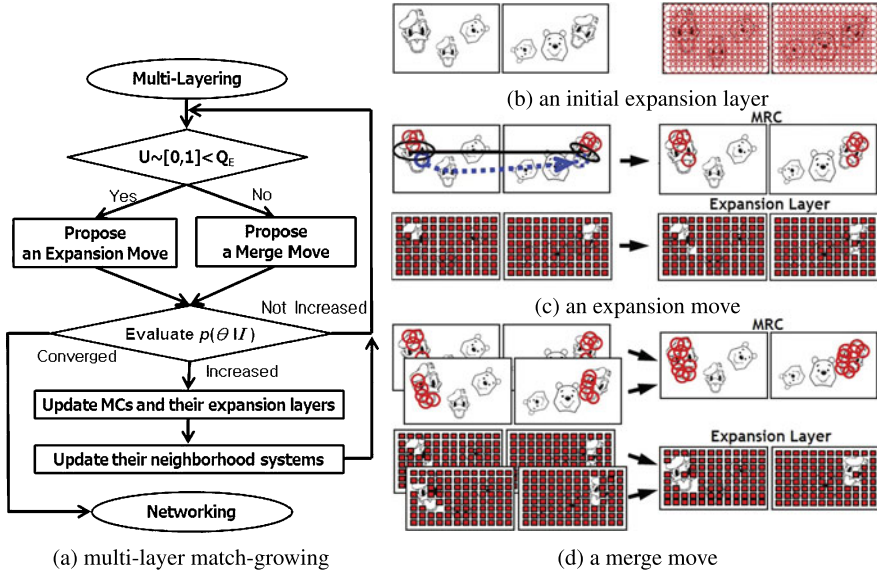 Multi-Layering
U~[0,1]< Q_E
Yes
No
Propose
an Expansion Move
Propose
a Merge Move
Not Increased
Evaluate p(θ|I)
Converged
Increased
Update MCs and their expansion layers
Update their neighborhood systems
Networking
(a) multi-layer match-growing
(b) an initial expansion layer
MRC
Expansion Layer
(c) an expansion move
MRC
Expansion Layer
(d) a merge move